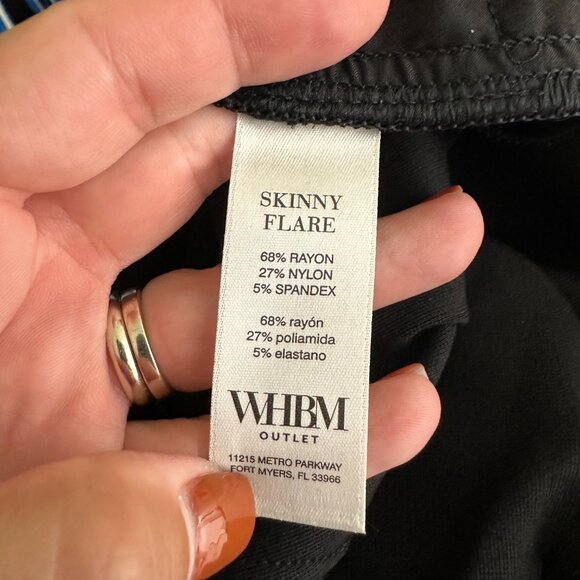 SKINNY
FLARE
68% RAYON
27% NYLON
5% SPANDEX
68% rayón
27% poliamida
5% elastano
WHBM
OUTLET
11215 METRO PARKWAY
FORT MYERS, FL 33966